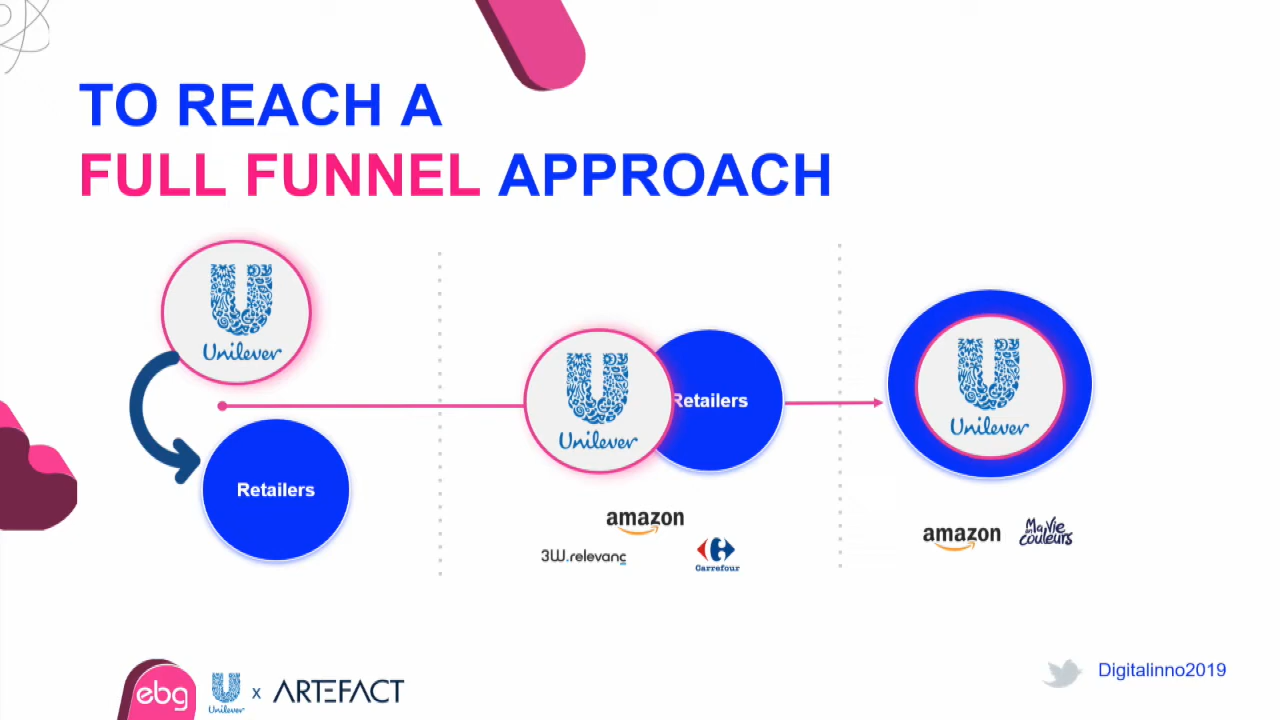 TO REACH A
FULL FUNNEL APPROACH
Unilever
Retailers
Unilever
Retailers
amazon
3W.relevanc
Carrefour
Unilever
amazon
Ma Vie
en
couleurs
ebg
Unilever
x
ARTEFACT
Digitalinno2019